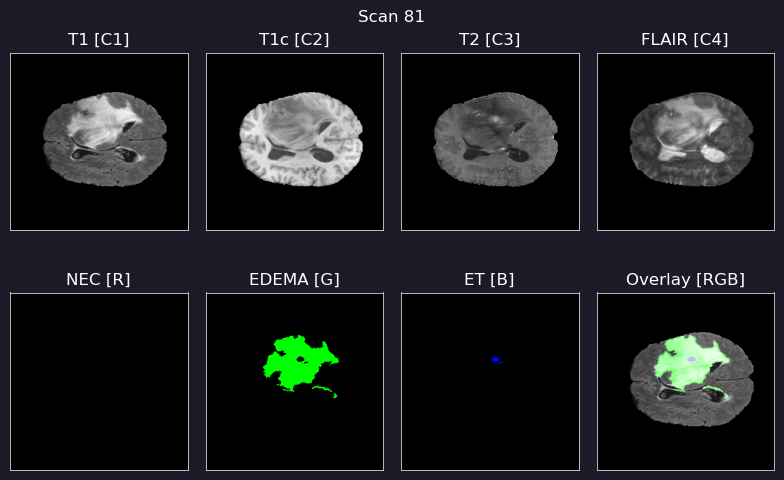 Scan 81
T1 [C1]
T1c [C2]
T2 [C3]
FLAIR [C4]
NEC [R]
EDEMA [G]
ET [B]
Overlay [RGB]